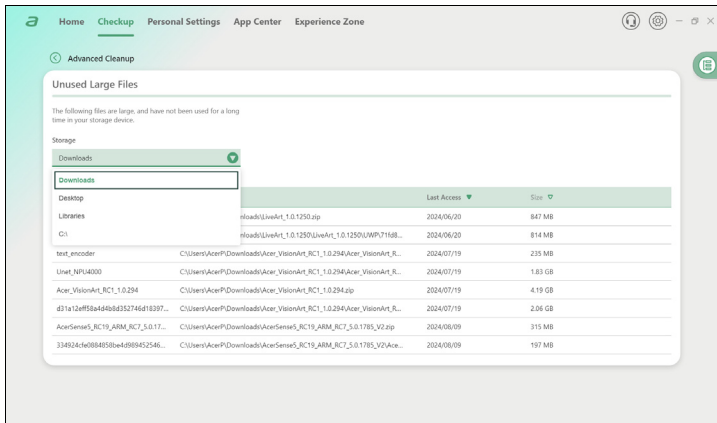 Home Checkup Personal Settings App Center Experience Zone
Advanced Cleanup
Unused Large Files
The following files are large, and have not been used for a long
time in your storage device.
Storage
Downloads
Downloads
Desktop
Libraries
C:\
Last Access Size
nloads\LiveArt_1.0.1250.zip 2024/06/20 847 MB
nloads\LiveArt_1.0.1250\LiveArt_1.0.1250\UWP\71fd8... 2024/06/20 814 MB
text_encoder C:\Users\AcerP\Downloads\Acer_VisionArt_RC1_1.0.294\Acer_VisionArt_R... 2024/07/19 235 MB
Unet_NPU4000 C:\Users\AcerP\Downloads\Acer_VisionArt_RC1_1.0.294\Acer_VisionArt_R... 2024/07/19 1.83 GB
Acer_VisionArt_RC1_1.0.294 C:\Users\AcerP\Downloads\Acer_VisionArt_RC1_1.0.294.zip 2024/07/19 4.19 GB
d31a12eff58a4d4b8d352746d18397... C:\Users\AcerP\Downloads\Acer_VisionArt_RC1_1.0.294\Acer_VisionArt_R... 2024/07/19 2.06 GB
AcerSense5_RC19_ARM_RC7_5.0.17... C:\Users\AcerP\Downloads\AcerSense5_RC19_ARM_RC7_5.0.1785_V2.zip 2024/08/09 315 MB
334924cfe0884858be4d989452546... C:\Users\AcerP\Downloads\AcerSense5_RC19_ARM_RC7_5.0.1785_V2\Ace... 2024/08/09 197 MB